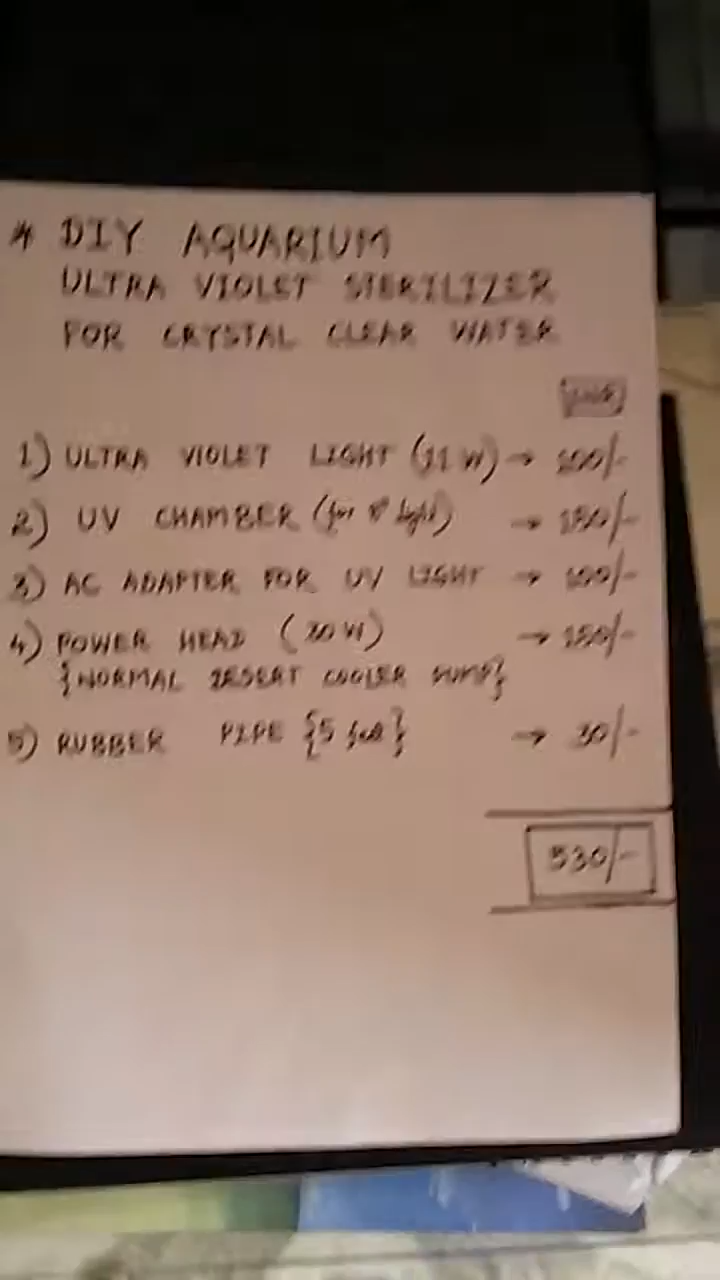 * DIY AQUARIUM
ULTRA VIOLET STERILIZER
FOR CRYSTAL CLEAR WATER
1) ULTRA VIOLET LIGHT (11 W) → 100/-
2) UV CHAMBER (for light) → 150/-
3) AC ADAPTER FOR UV LIGHT → 100/-
4) POWER HEAD ( W) → 150/-
{NORMAL DESERT COOLER PUMP}
5) RUBBER PIPE {5 feet} → 30/-
530/-